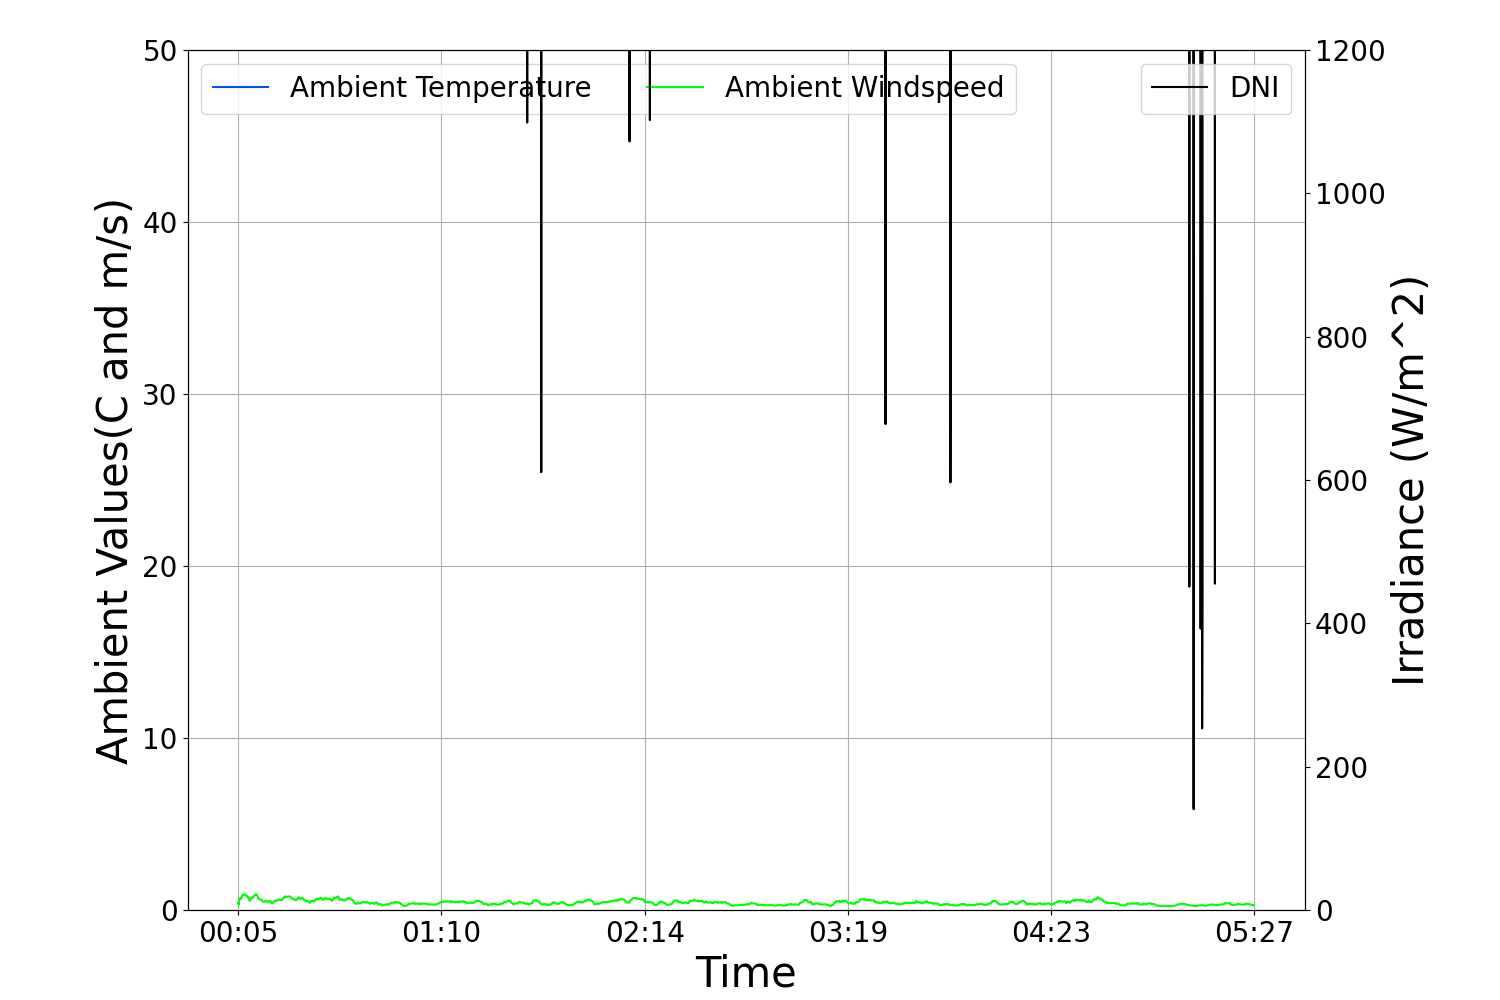 Ambient Temperature
Ambient Windspeed
DNI
50
40
30
20
10
0
Ambient Values(C and m/s)
1200
1000
800
600
400
200
0
Irradiance (W/m^2)
00:05 01:10 02:14 03:19 04:23 05:27
Time